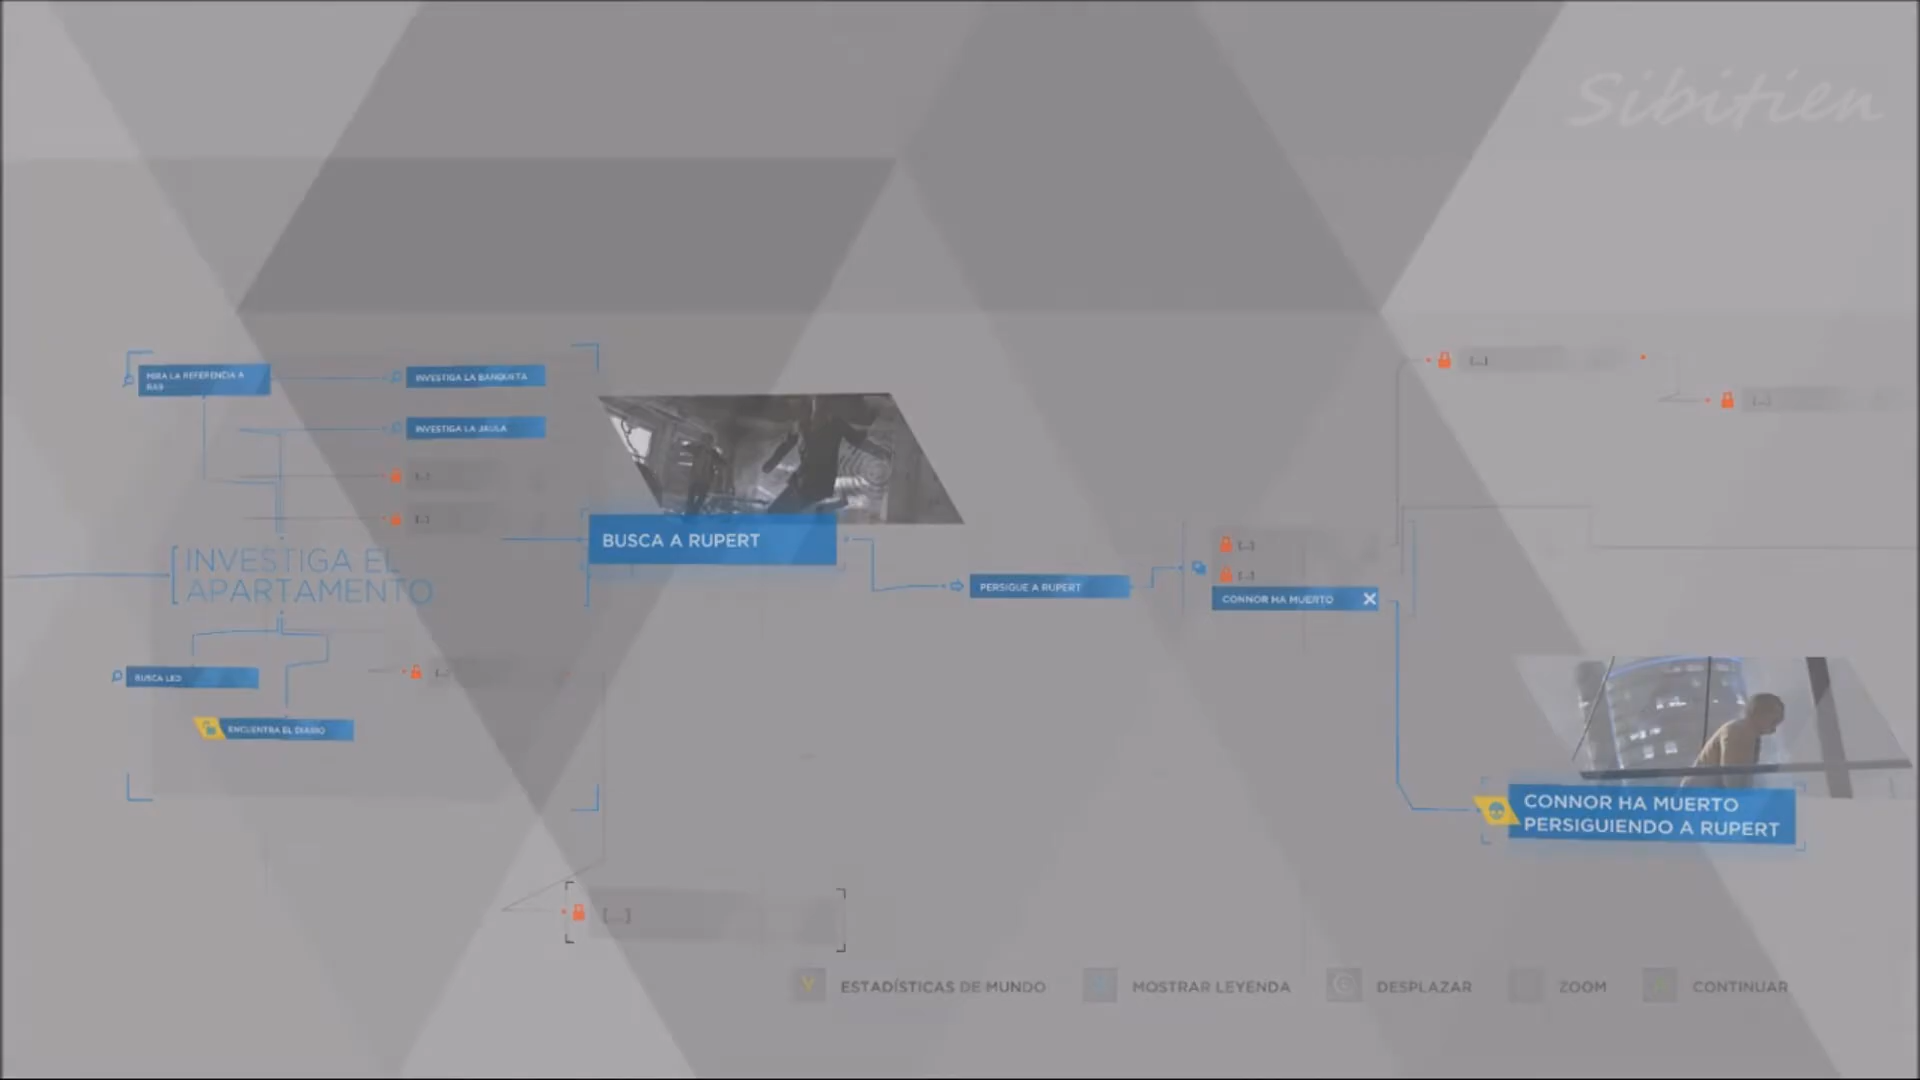 Sibitien
MIRA LA REFERENCIA A
RA9
INVESTIGA LA BANQUETA
INVESTIGA LA JAULA
[...]
[...]
INVESTIGA EL
APARTAMENTO
BUSCA LED
[...]
ENCUENTRA EL DIARIO
BUSCA A RUPERT
[...]
PERSIGUE A RUPERT
[...]
[...]
CONNOR HA MUERTO
[...]
[...]
CONNOR HA MUERTO
PERSIGUIENDO A RUPERT
Y ESTADÍSTICAS DE MUNDO
MOSTRAR LEYENDA
DESPLAZAR
ZOOM
CONTINUAR